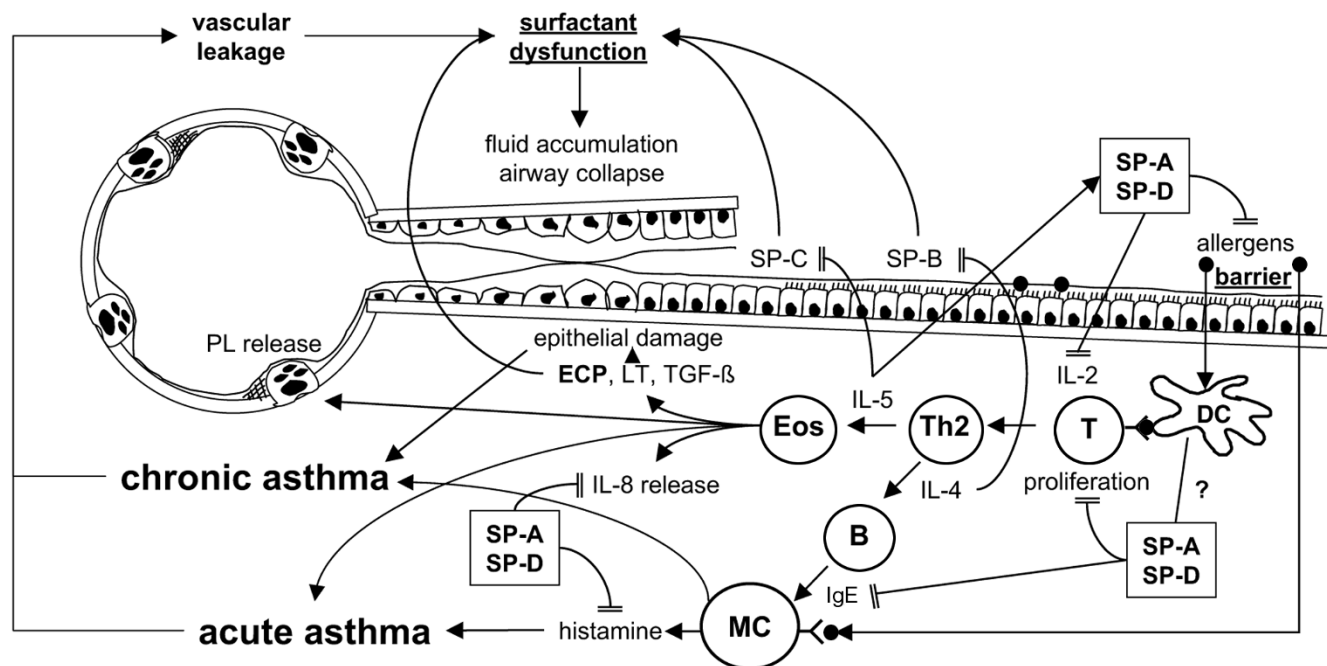 vascular
leakage
surfactant
dysfunction
fluid accumulation
airway collapse
SP-A
SP-D
allergens
barrier
SP-C
SP-B
PL release
epithelial damage
ECP, LT, TGF-ß
IL-5
IL-2
Eos
Th2
T
DC
chronic asthma
IL-8 release
IL-4
proliferation
?
SP-A
SP-D
B
SP-A
SP-D
IgE
acute asthma
histamine
MC